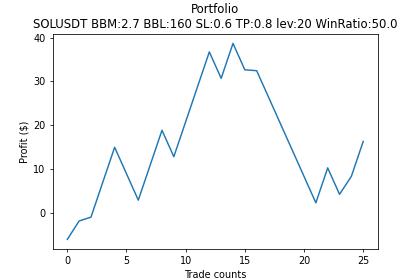 Portfolio
SOLUSDT BBM:2.7 BBL:160 SL:0.6 TP:0.8 lev:20 WinRatio:50.0
Profit ($)
40
30
20
10
0
0 5 10 15 20 25
Trade counts